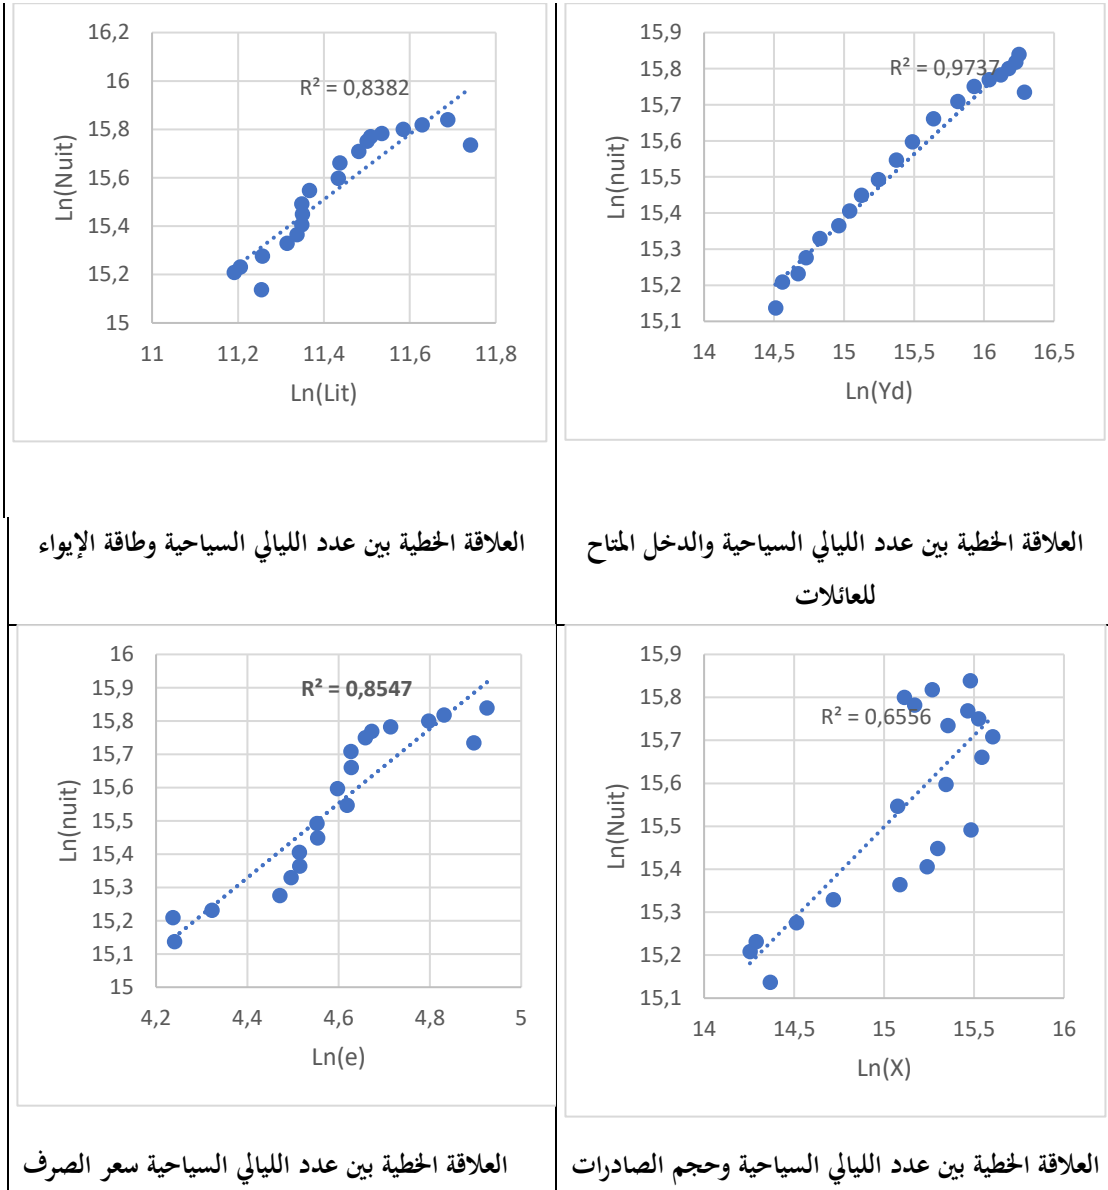 16,2
16
15,8
15,6
15,4
15,2
15
R² = 0,8382
Ln(Nuit)
11 11,2 11,4 11,6 11,8
Ln(Lit)
15,9
15,8
15,7
15,6
15,5
15,4
15,3
15,2
15,1
R² = 0,9737
Ln(nuit)
14 14,5 15 15,5 16 16,5
Ln(Yd)
العلاقة الخطية بين عدد الليالي السياحية وطاقة الإيواء
العلاقة الخطية بين عدد الليالي السياحية والدخل المتاح
للعائلات
16
15,9
15,8
15,7
15,6
15,5
15,4
15,3
15,2
15,1
15
R² = 0,8547
Ln(nuit)
4,2 4,4 4,6 4,8 5
Ln(e)
15,9
15,8
15,7
15,6
15,5
15,4
15,3
15,2
15,1
R² = 0,6556
Ln(Nuit)
14 14,5 15 15,5 16
Ln(X)
العلاقة الخطية بين عدد الليالي السياحية سعر الصرف
العلاقة الخطية بين عدد الليالي السياحية وحجم الصادرات